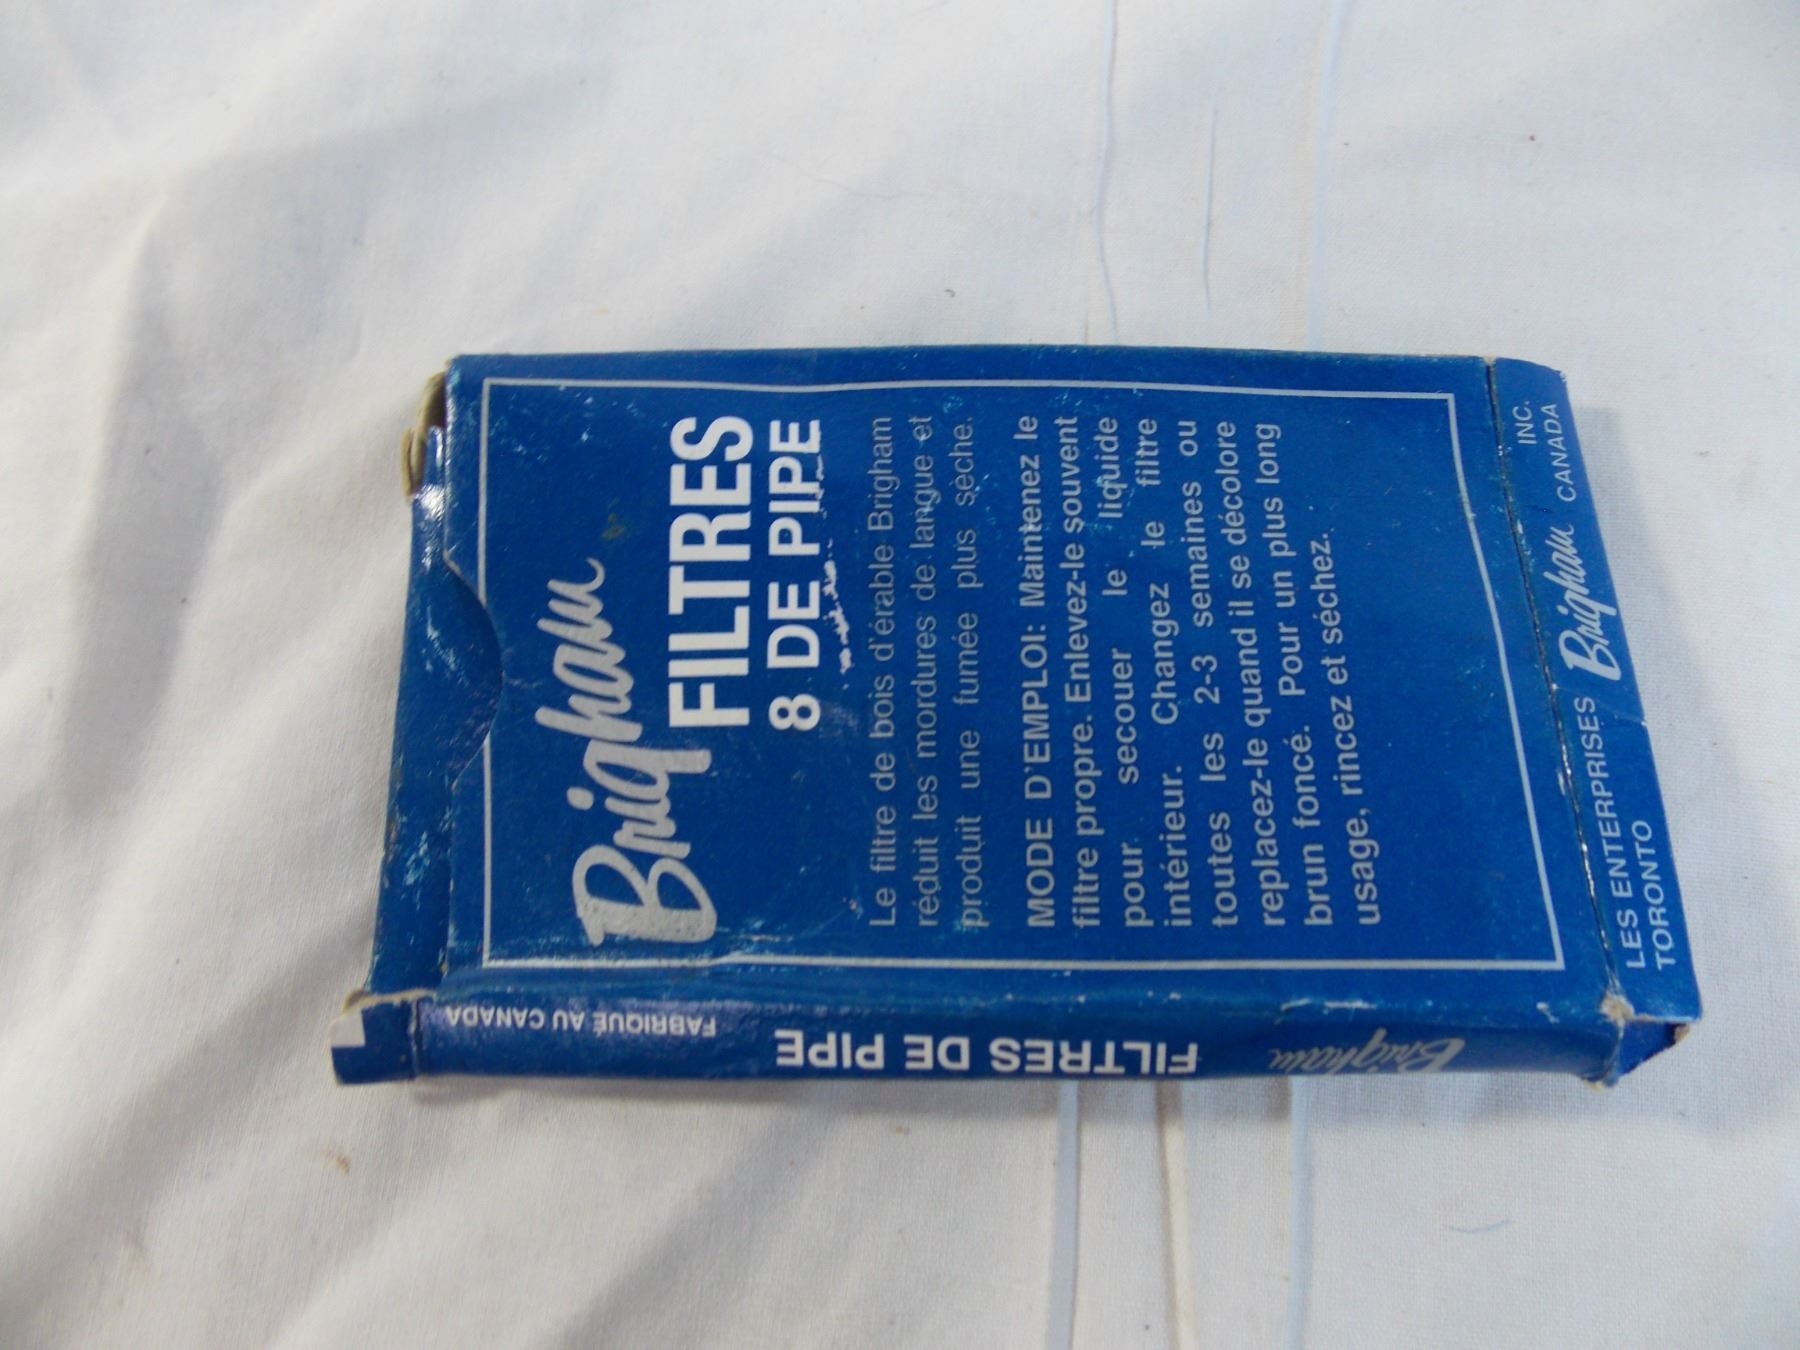 Brigham
FILTRES
8 DE PIPE
Le filtre de bois d'érable Brigham
réduit les mordures de langue et
produit une fumée plus sèche.
MODE D'EMPLOI: Maintenez le
filtre propre. Enlevez-le souvent
pour secouer le liquide
intérieur. Changez le filtre
toutes les 2-3 semaines ou
replacez-le quand il se décolore
brun foncé. Pour un plus long
usage, rincez et séchez.
LES ENTERPRISES Brigham INC.
TORONTO CANADA
Brigham FILTRES DE PIPE FABRIQUÉ AU CANADA